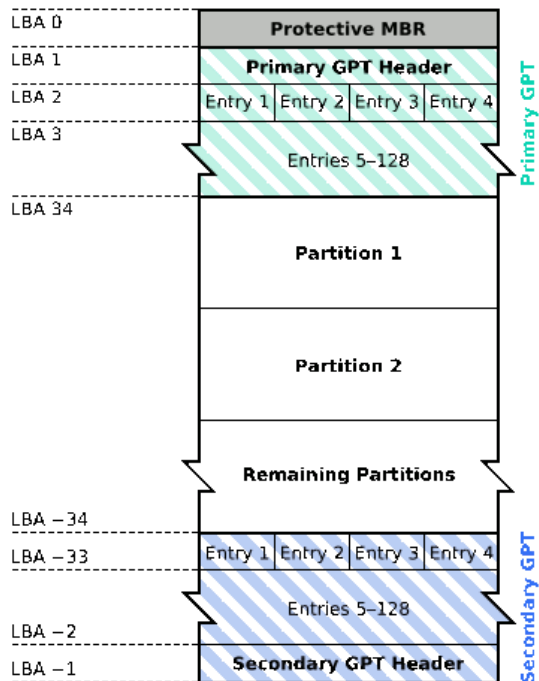 LBA 0
Protective MBR
LBA 1
Primary GPT Header
LBA 2
Entry 1 Entry 2 Entry 3 Entry 4
LBA 3
Entries 5–128
Primary GPT
LBA 34
Partition 1
Partition 2
Remaining Partitions
LBA −34
LBA −33
Entry 1 Entry 2 Entry 3 Entry 4
Entries 5–128
LBA −2
LBA −1
Secondary GPT Header
Secondary GPT